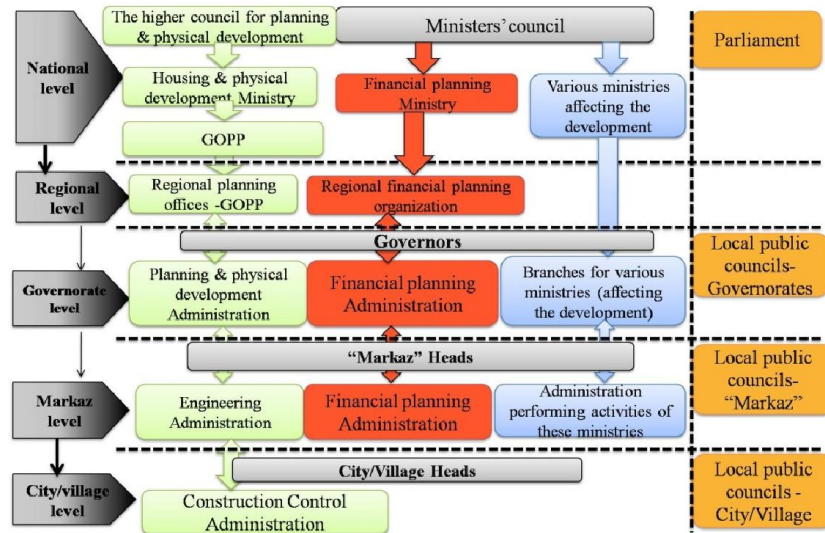 The higher council for planning
& physical development
Ministers' council
Parliament
National
level
Housing & physical
development Ministry
Financial planning
Ministry
Various ministries
affecting the
development
GOPP
Regional
level
Regional planning
offices -GOPP
Regional financial planning
organization
Governors
Local public
councils-
Governorates
Governorate
level
Planning & physical
development
Administration
Financial planning
Administration
Branches for various
ministries (affecting
the development)
"Markaz" Heads
Local public
councils-
"Markaz"
Markaz
level
Engineering
Administration
Financial planning
Administration
Administration
performing activities of
these ministries
City/Village Heads
Local public
councils -
City/Village
City/village
level
Construction Control
Administration